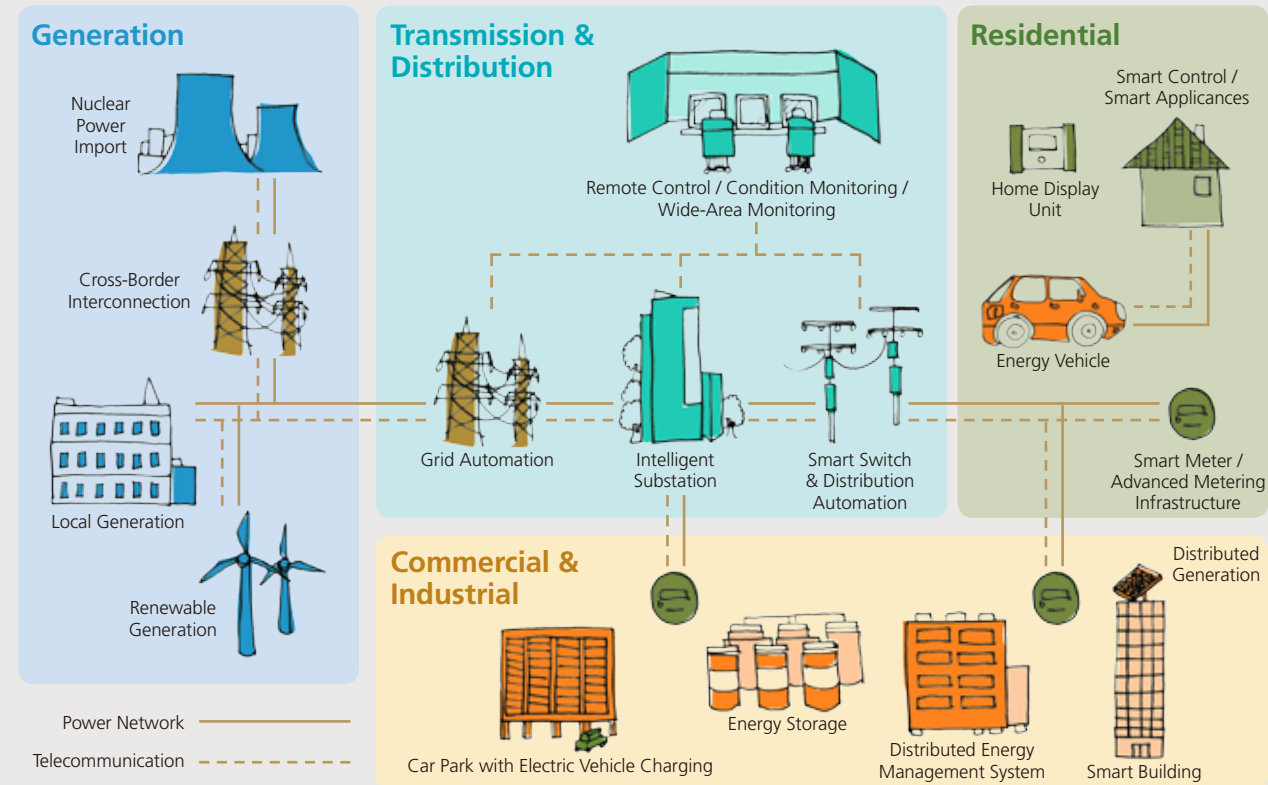 Generation
Nuclear
Power
Import
Cross-Border
Interconnection
Local Generation
Renewable
Generation
Power Network
Telecommunication
Transmission &
Distribution
Remote Control / Condition Monitoring /
Wide-Area Monitoring
Grid Automation
Intelligent
Substation
Smart Switch
& Distribution
Automation
Residential
Smart Control /
Smart Applicances
Home Display
Unit
Energy Vehicle
Smart Meter /
Advanced Metering
Infrastructure
Commercial &
Industrial
Car Park with Electric Vehicle Charging
Energy Storage
Distributed Energy
Management System
Distributed
Generation
Smart Building